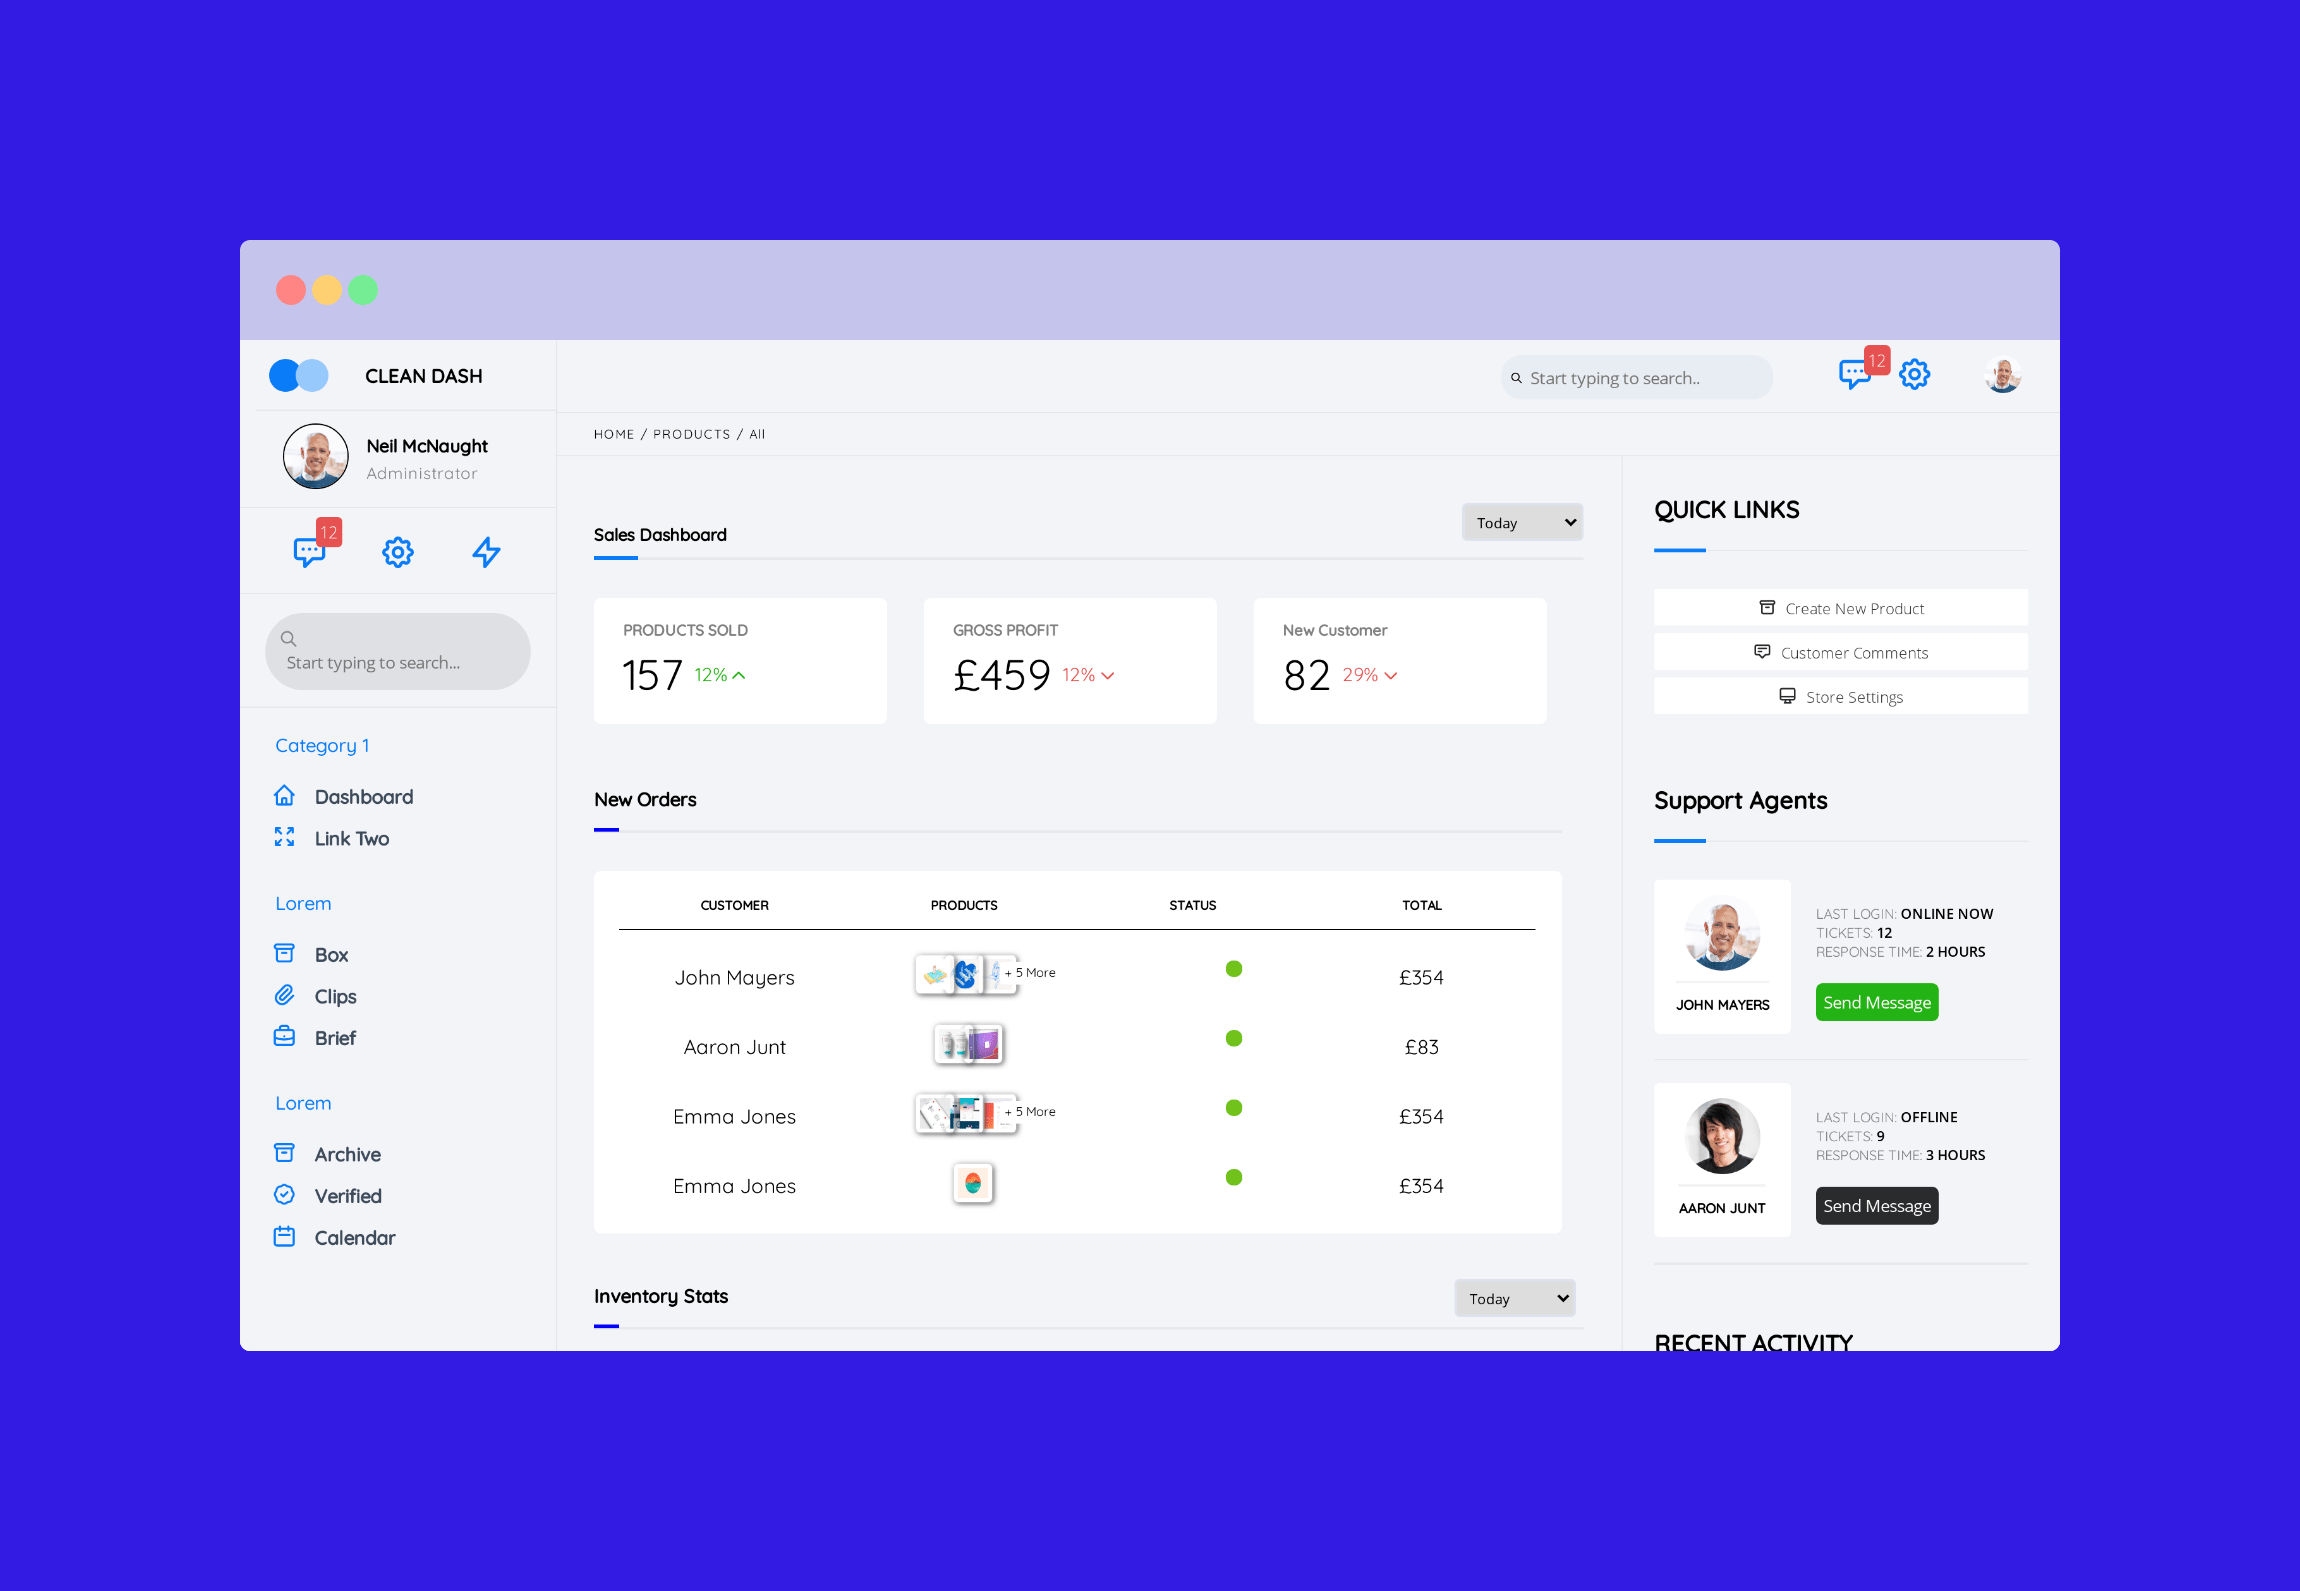 CLEAN DASH
Start typing to search..
12
Neil McNaught
Administrator
12
Start typing to search...
Category 1
Dashboard
Link Two
Lorem
Box
Clips
Brief
Lorem
Archive
Verified
Calendar
HOME / PRODUCTS / All
Sales Dashboard
Today
PRODUCTS SOLD
157 12%
GROSS PROFIT
£459 12%
New Customer
82 29%
New Orders
CUSTOMER PRODUCTS STATUS TOTAL
John Mayers + 5 More £354
Aaron Junt £83
Emma Jones + 5 More £354
Emma Jones £354
Inventory Stats
Today
QUICK LINKS
Create New Product
Customer Comments
Store Settings
Support Agents
JOHN MAYERS
LAST LOGIN: ONLINE NOW
TICKETS: 12
RESPONSE TIME: 2 HOURS
Send Message
AARON JUNT
LAST LOGIN: OFFLINE
TICKETS: 9
RESPONSE TIME: 3 HOURS
Send Message
RECENT ACTIVITY